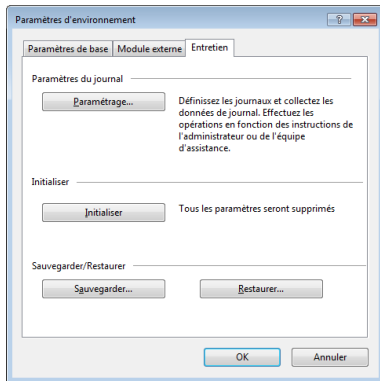 Paramètres d'environnement
Paramètres de base Module externe Entretien
Paramètres du journal
Paramétrage... Définissez les journaux et collectez les
données de journal. Effectuez les
opérations en fonction des instructions de
l'administrateur ou de l'équipe
d'assistance.
Initialiser
Initialiser Tous les paramètres seront supprimés
Sauvegarder/Restaurer
Sauvegarder... Restaurer...
OK Annuler